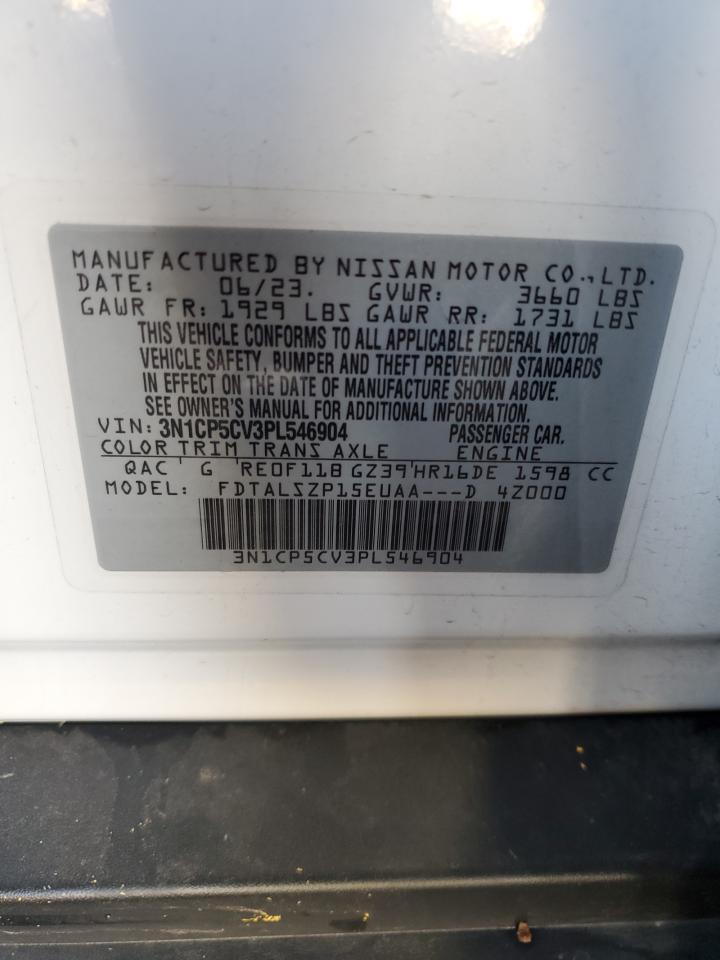 MANUFACTURED BY NISSAN MOTOR CO.,LTD.
DATE: 06/23. GVWR: 3660 LBS
GAWR FR: 1929 LBS GAWR RR: 1731 LBS
THIS VEHICLE CONFORMS TO ALL APPLICABLE FEDERAL MOTOR
VEHICLE SAFETY, BUMPER AND THEFT PREVENTION STANDARDS
IN EFFECT ON THE DATE OF MANUFACTURE SHOWN ABOVE.
SEE OWNER'S MANUAL FOR ADDITIONAL INFORMATION.
VIN: 3N1CP5CV3PL546904 PASSENGER CAR.
COLOR TRIM TRANS AXLE ENGINE
QAC G RE0F11B GZ39 HR16DE 1598 CC
MODEL: FDTALSZP15EUAA---D 4Z000
3N1CP5CV3PL546904